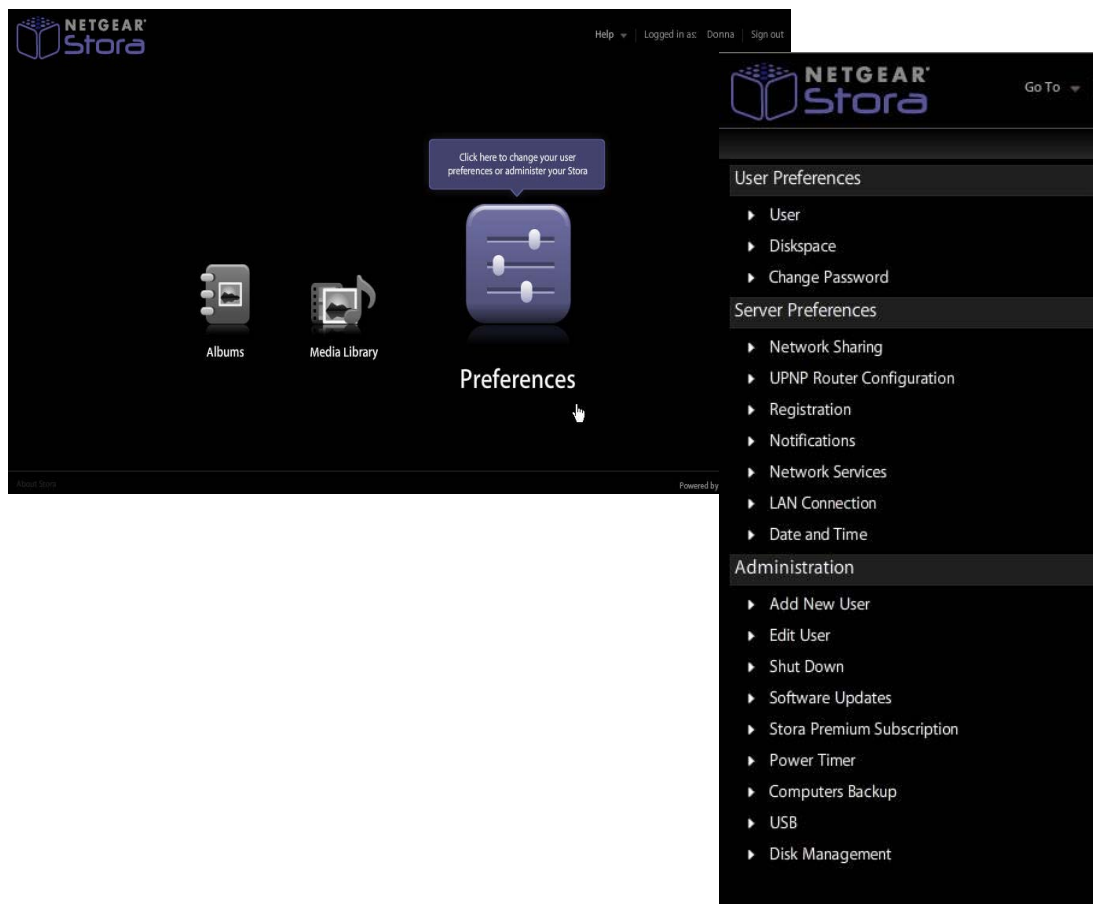 NETGEAR®
Stora
Help Logged in as: Donna Sign out
Click here to change your user
preferences or administer your Stora
Albums
Media Library
Preferences
About Stora
Powered by
NETGEAR®
Stora
Go To
User Preferences
User
Diskspace
Change Password
Server Preferences
Network Sharing
UPNP Router Configuration
Registration
Notifications
Network Services
LAN Connection
Date and Time
Administration
Add New User
Edit User
Shut Down
Software Updates
Stora Premium Subscription
Power Timer
Computers Backup
USB
Disk Management